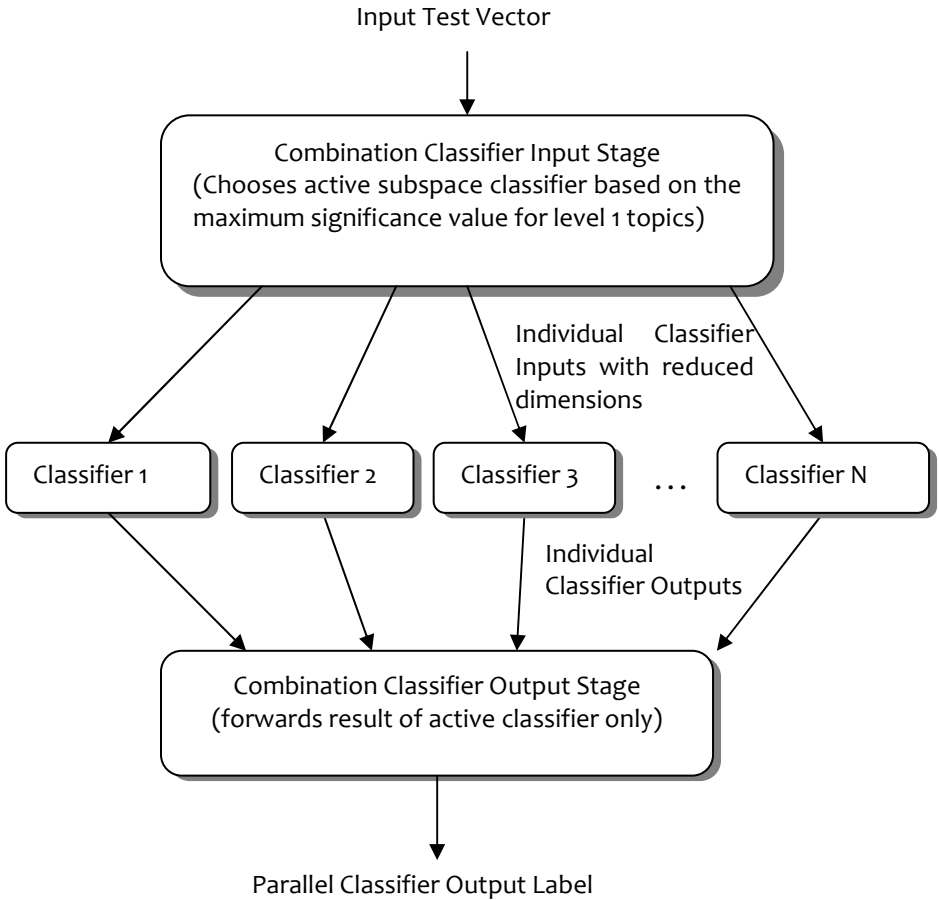 Input Test Vector
Combination Classifier Input Stage
(Chooses active subspace classifier based on the
maximum significance value for level 1 topics)
Individual Classifier
Inputs with reduced
dimensions
Classifier 1
Classifier 2
Classifier 3
...
Classifier N
Individual
Classifier Outputs
Combination Classifier Output Stage
(forwards result of active classifier only)
Parallel Classifier Output Label